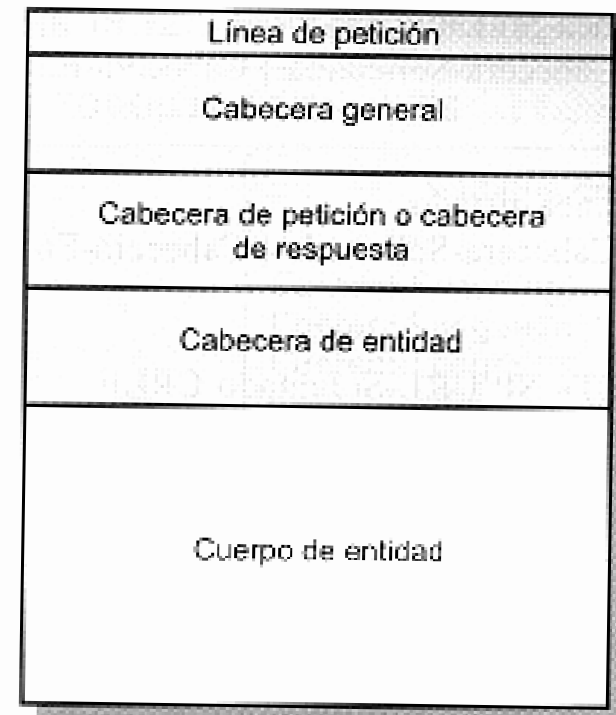 Línea de petición
Cabecera general
Cabecera de petición o cabecera
de respuesta
Cabecera de entidad
Cuerpo de entidad